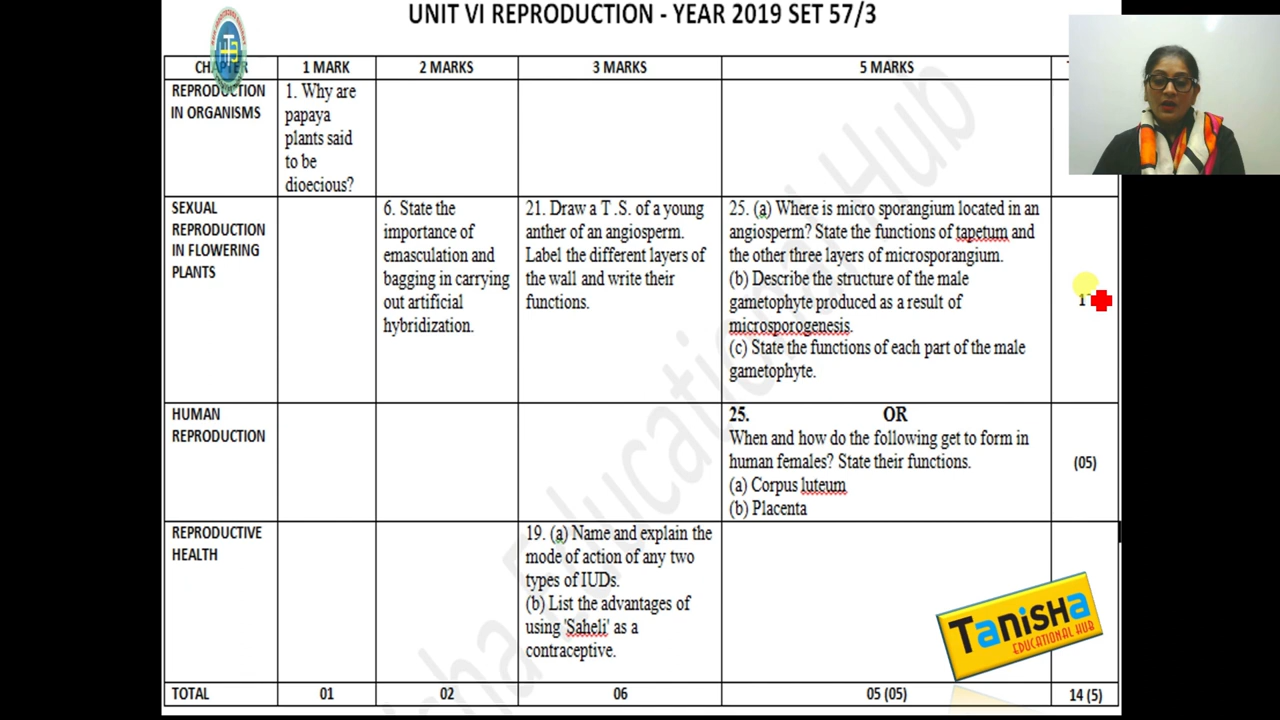 UNIT VI REPRODUCTION - YEAR 2019 SET 57/3
CHAPTER 1 MARK 2 MARKS 3 MARKS 5 MARKS
REPRODUCTION
IN ORGANISMS
1. Why are
papaya
plants said
to be
dioecious?
SEXUAL
REPRODUCTION
IN FLOWERING
PLANTS
6. State the
importance of
emasculation and
bagging in carrying
out artificial
hybridization.
21. Draw a T .S. of a young
anther of an angiosperm.
Label the different layers of
the wall and write their
functions.
25. (a) Where is micro sporangium located in an
angiosperm? State the functions of tapetum and
the other three layers of microsporangium.
(b) Describe the structure of the male
gametophyte produced as a result of
microsporogenesis.
(c) State the functions of each part of the male
gametophyte.
HUMAN
REPRODUCTION
25. OR
When and how do the following get to form in
human females? State their functions.
(a) Corpus luteum
(b) Placenta
(05)
REPRODUCTIVE
HEALTH
19. (a) Name and explain the
mode of action of any two
types of IUDs.
(b) List the advantages of
using 'Saheli' as a
contraceptive.
TOTAL 01 02 06 05 (05) 14 (5)
Tanisha
EDUCATIONAL HUB